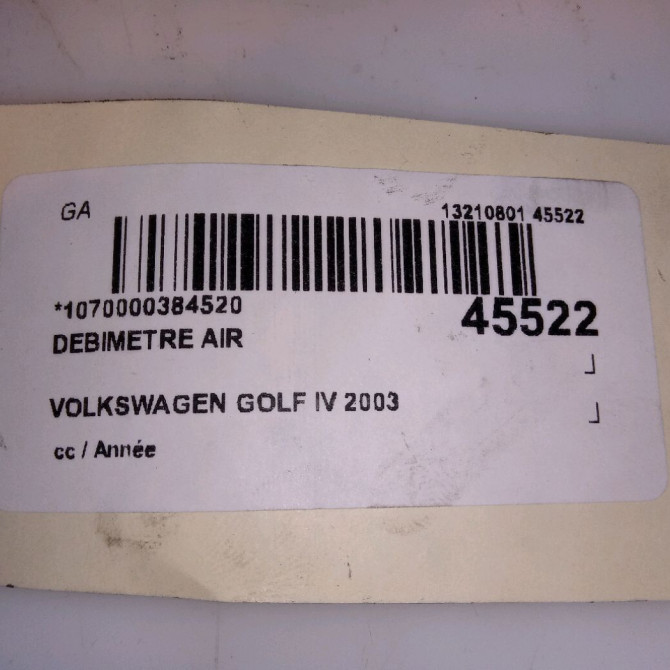 GA
13210801 45522
*1070000384520
45522
DEBIMETRE AIR
VOLKSWAGEN GOLF IV 2003
cc / Année